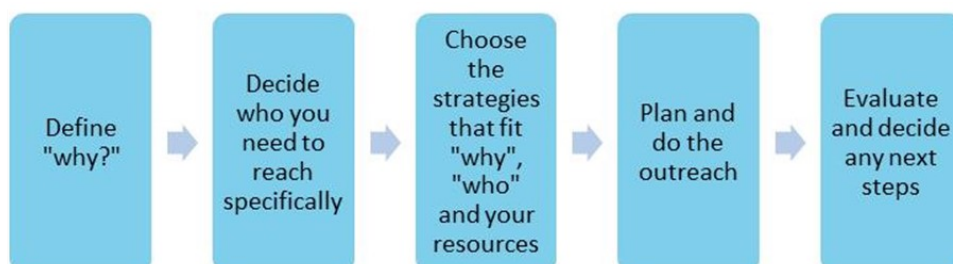 Define
"why?"
Decide
who you
need to
reach
specifically
Choose
the
strategies
that fit
"why",
"who"
and your
resources
Plan and
do the
outreach
Evaluate
and decide
any next
steps